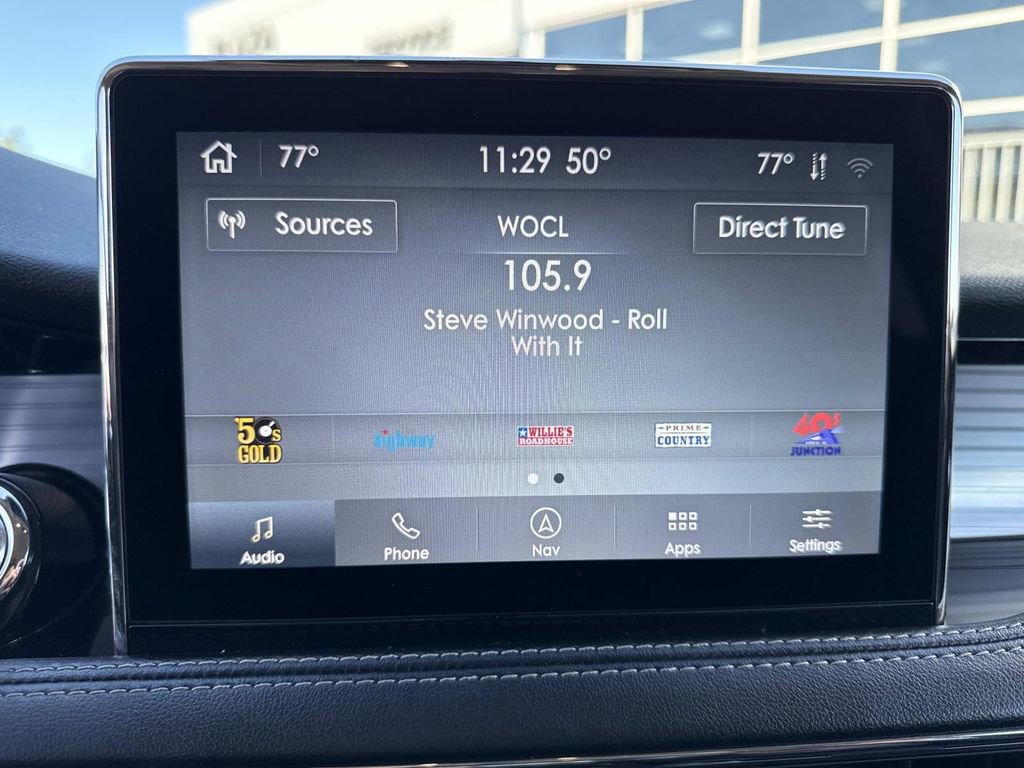 77° 11:29 50° 77°
Sources WOCL Direct Tune
105.9
Steve Winwood - Roll
With It
'50s GOLD highway WILLIE'S ROADHOUSE PRIME COUNTRY 40s JUNCTION
Audio Phone Nav Apps Settings